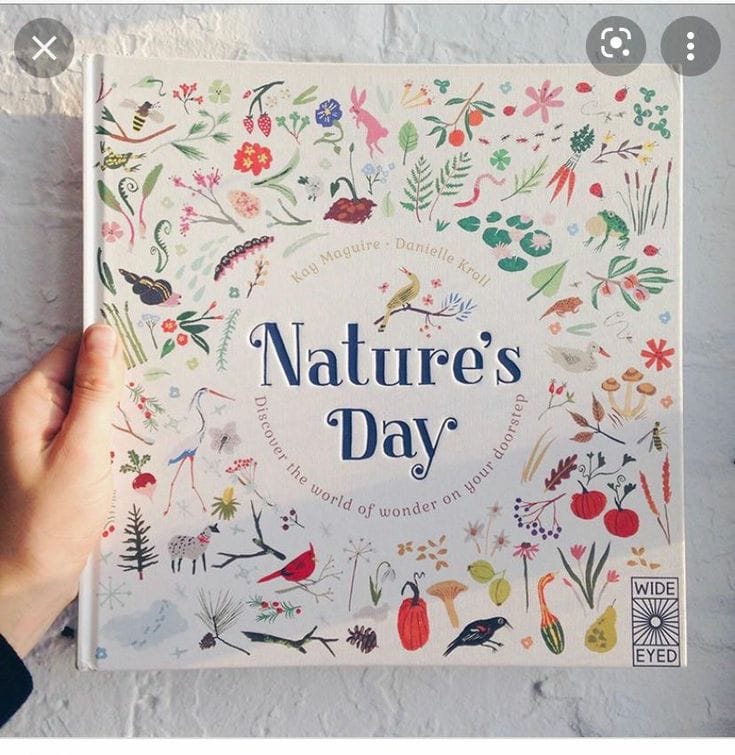 Kay Maguire · Danielle Kroll
Nature's
Day
Discover the world of wonder on your doorstep
WIDE
EYED